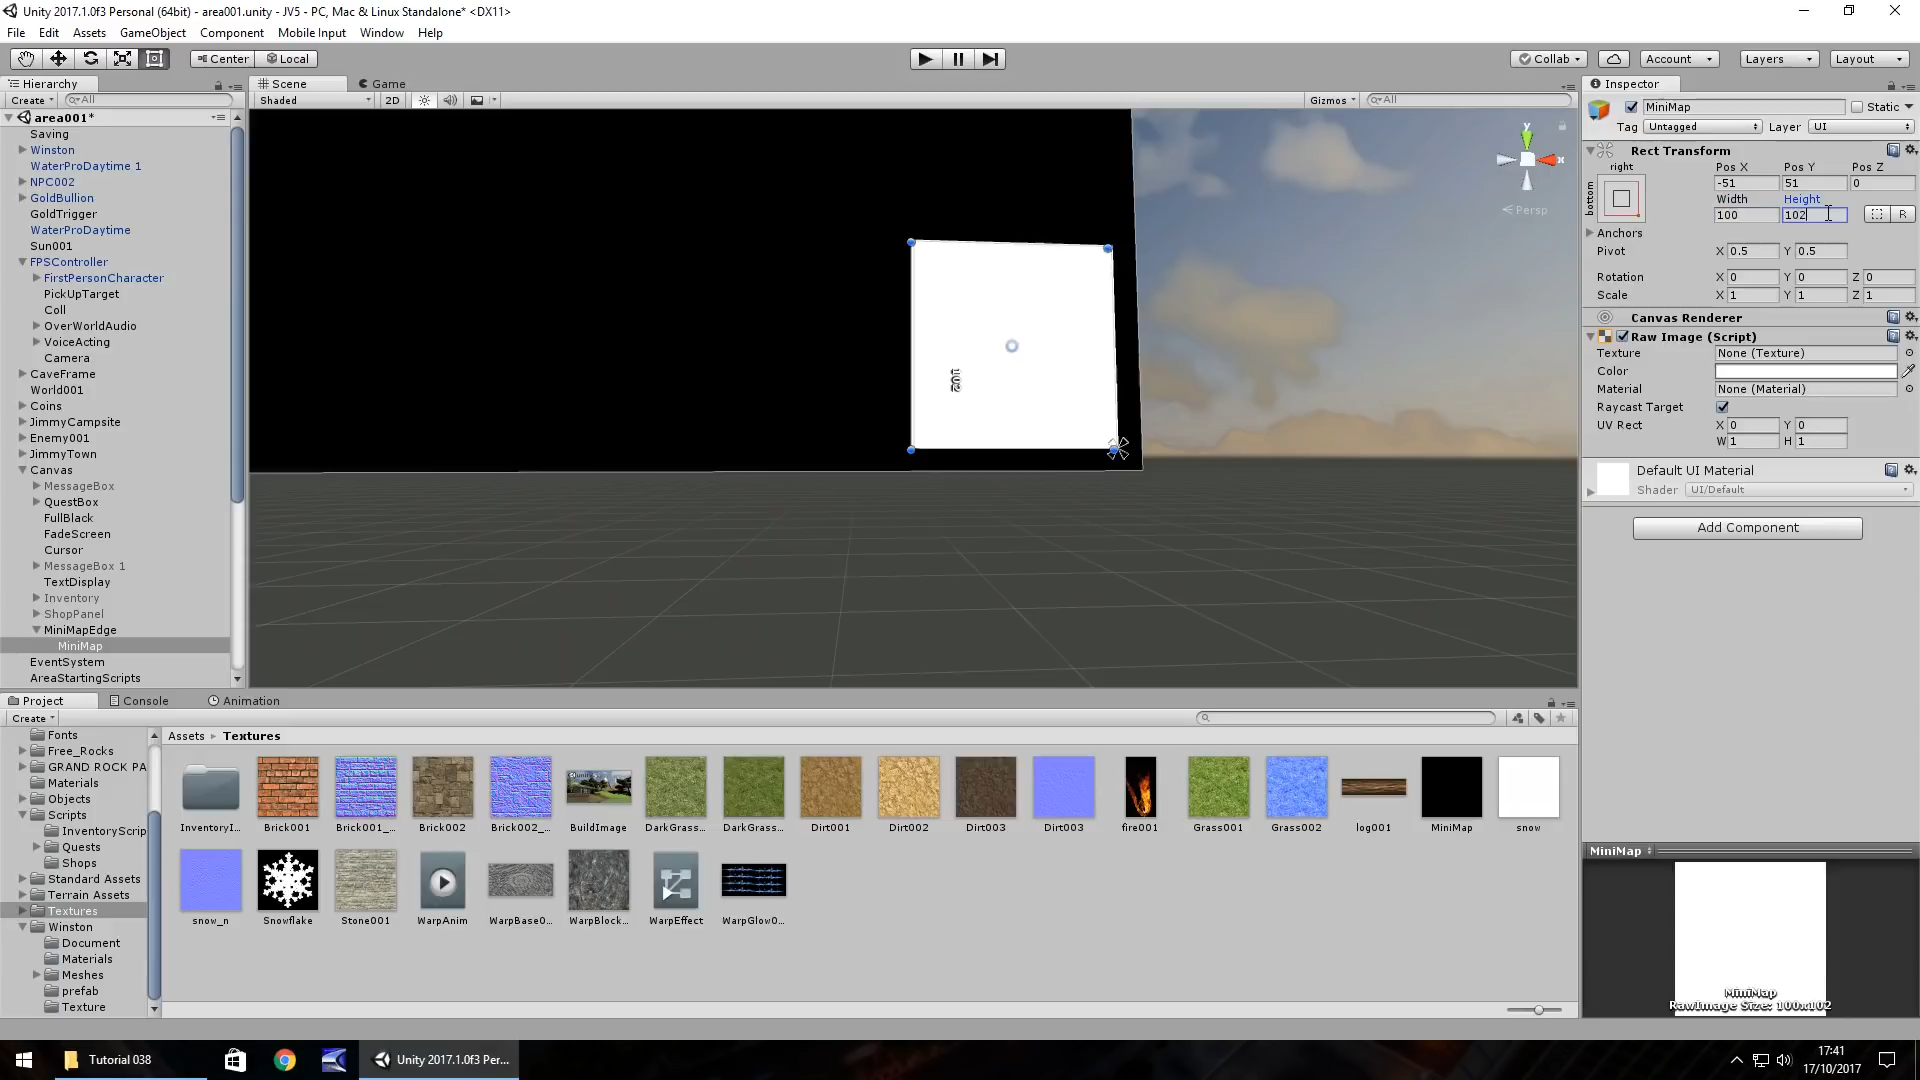 Unity 2017.1.0f3 Personal (64bit) - area001.unity - JV5 - PC, Mac & Linux Standalone* <DX11>
File Edit Assets GameObject Component Mobile Input Window Help
Center Local Collab Account Layers Layout
Hierarchy
Create All
area001*
Saving
Winston
WaterProDaytime 1
NPC002
GoldBullion
GoldTrigger
WaterProDaytime
Sun001
FPSController
FirstPersonCharacter
PickUpTarget
Coll
OverWorldAudio
VoiceActing
Camera
CaveFrame
World001
Coins
JimmyCampsite
Enemy001
JimmyTown
Canvas
MessageBox
QuestBox
FullBlack
FadeScreen
Cursor
MessageBox 1
TextDisplay
Inventory
ShopPanel
MiniMapEdge
MiniMap
EventSystem
AreaStartingScripts
Scene Game
Shaded 2D Gizmos All
y
x
Persp
102
Inspector
MiniMap Static
Tag Untagged Layer UI
Rect Transform
right
bottom
Pos X Pos Y Pos Z
-51 51 0
Width Height
100 102 R
Anchors
Pivot X 0.5 Y 0.5
Rotation X 0 Y 0 Z 0
Scale X 1 Y 1 Z 1
Canvas Renderer
Raw Image (Script)
Texture None (Texture)
Color
Material None (Material)
Raycast Target
UV Rect X 0 Y 0
W 1 H 1
Default UI Material
Shader UI/Default
Add Component
Project Console Animation
Create
Fonts
Free_Rocks
GRAND ROCK PA
Materials
Objects
Scripts
InventoryScrip
Quests
Shops
Standard Assets
Terrain Assets
Textures
Winston
Document
Materials
Meshes
prefab
Texture
Assets Textures
InventoryI... Brick001 Brick001_... Brick002 Brick002_... BuildImage DarkGrass... DarkGrass... Dirt001 Dirt002 Dirt003 Dirt003 fire001 Grass001 Grass002 log001 MiniMap snow
snow_n Snowflake Stone001 WarpAnim WarpBase0... WarpBlock... WarpEffect WarpGlow0...
MiniMap
MiniMap
RawImage Size: 100x102
Tutorial 038 Unity 2017.1.0f3 Per...
17:41
17/10/2017